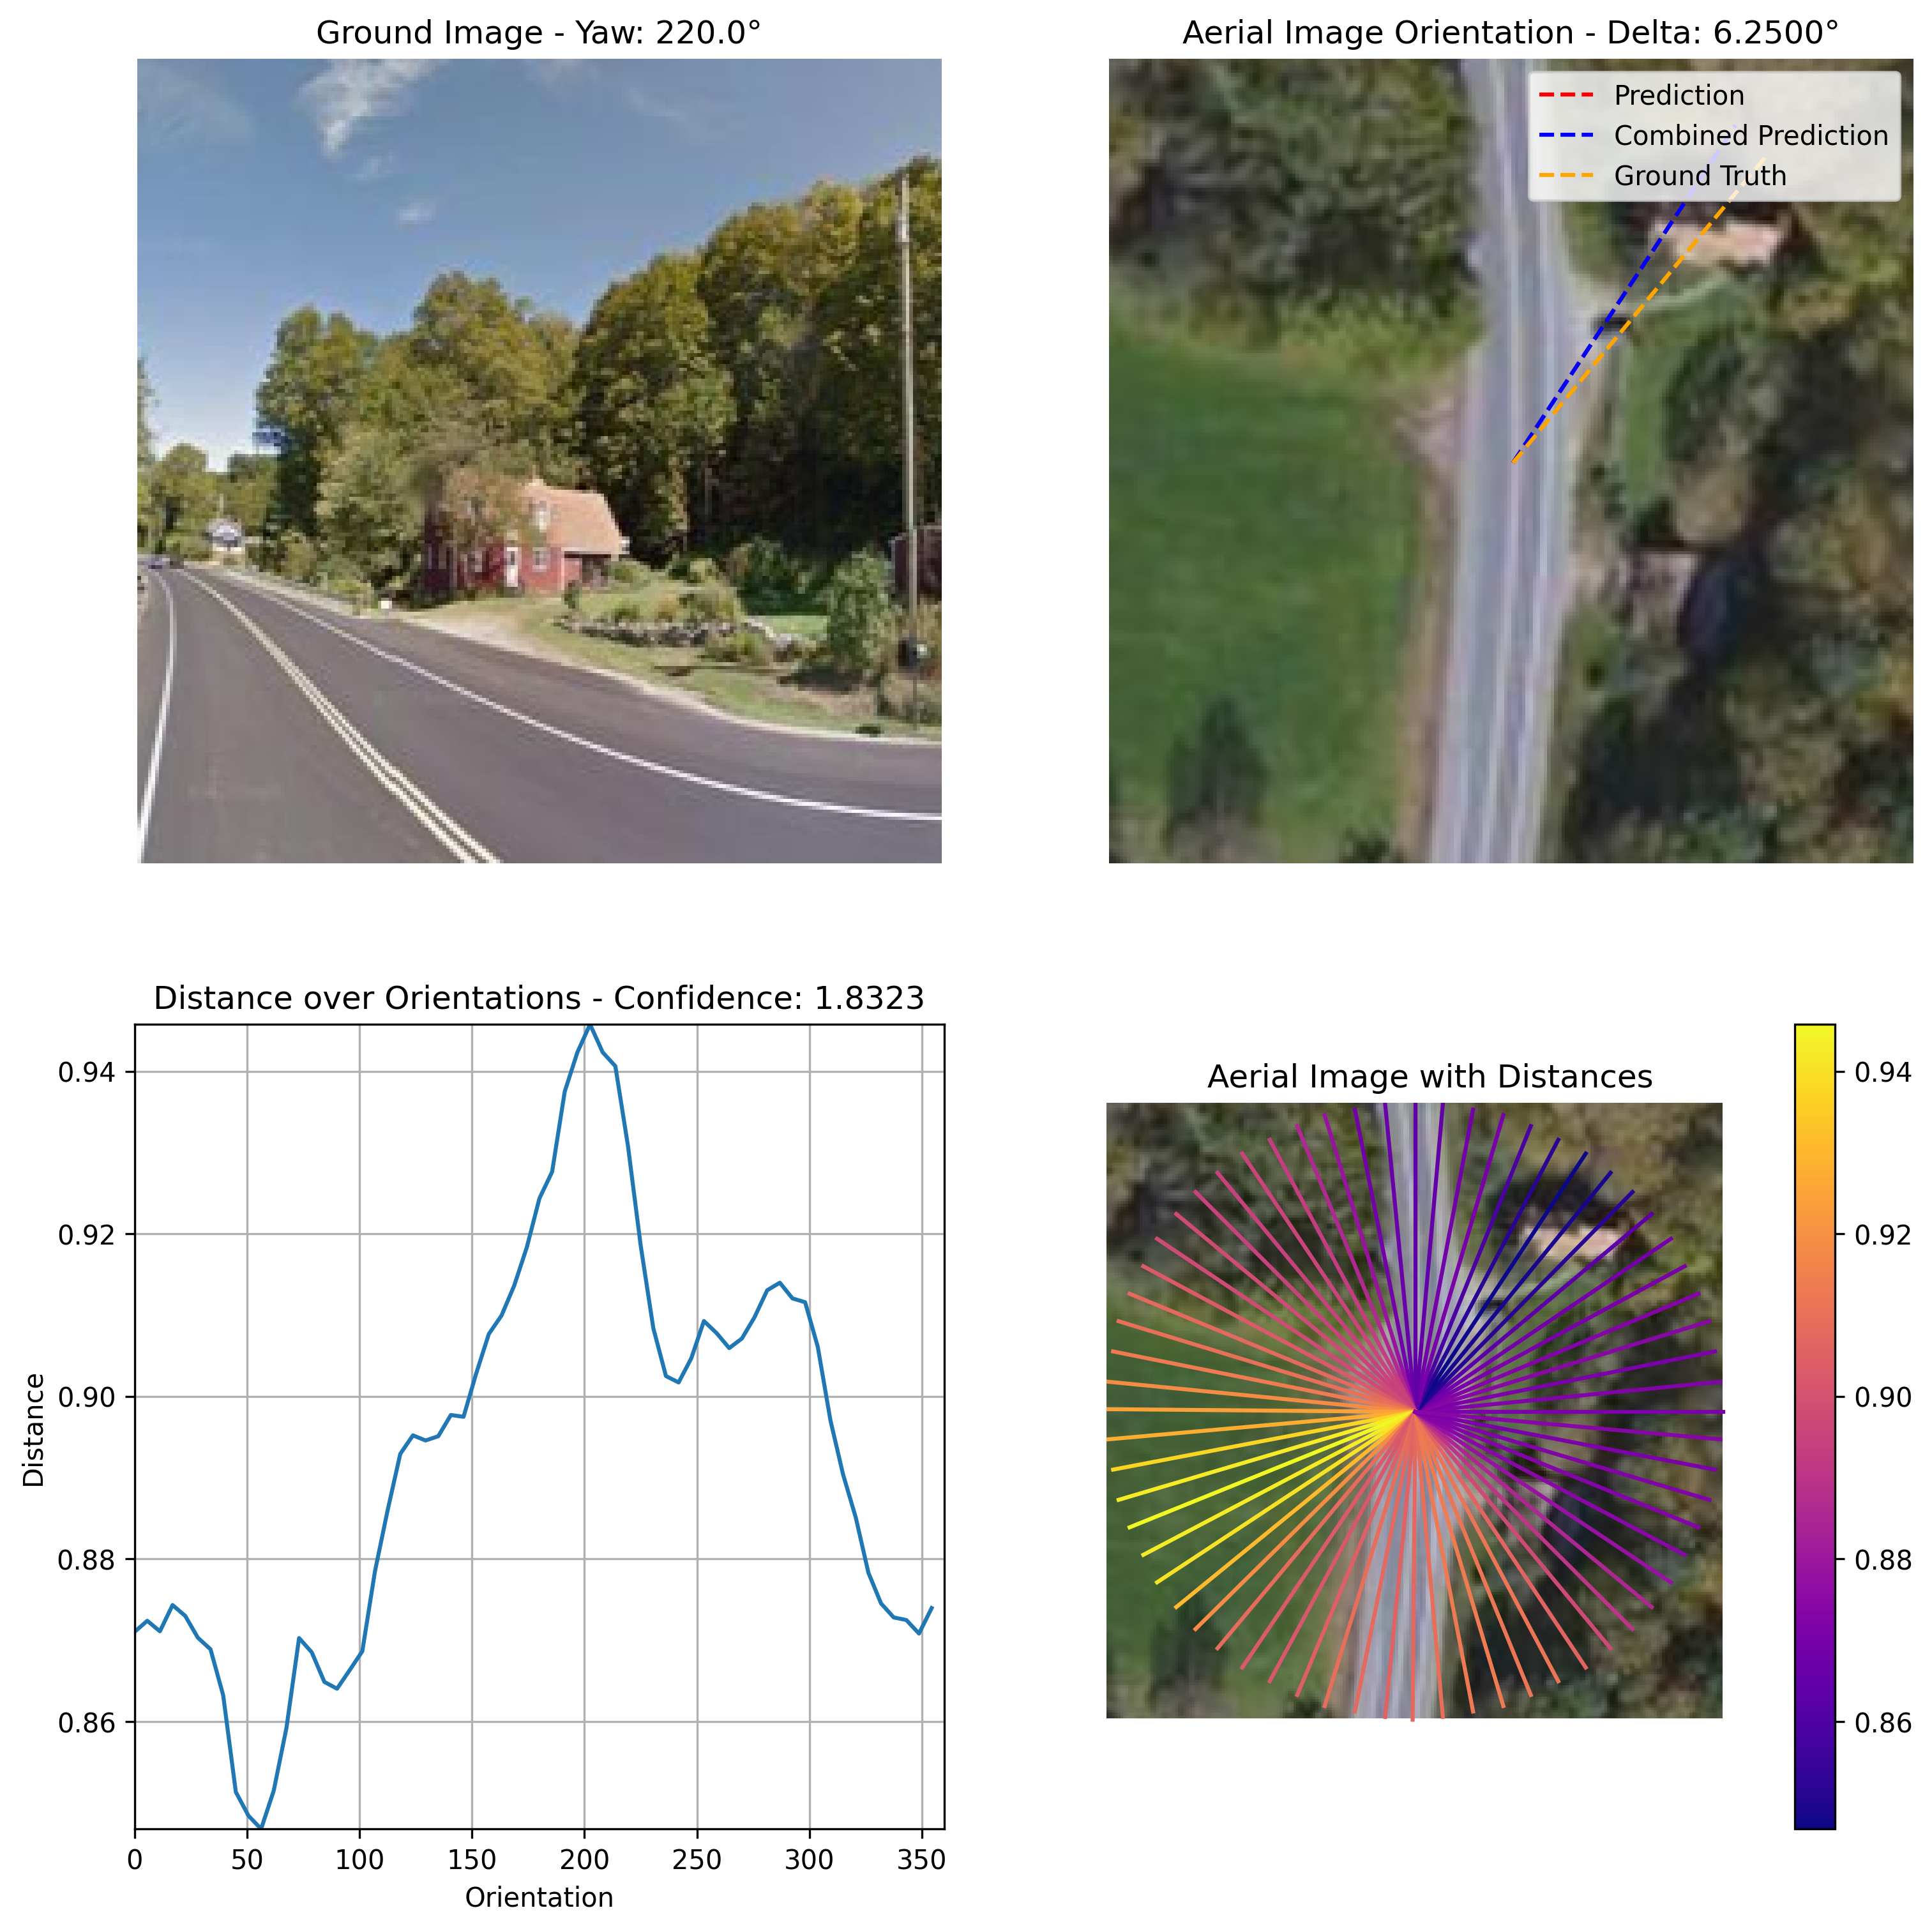 Ground Image - Yaw: 220.0°
Aerial Image Orientation - Delta: 6.2500°
Prediction
Combined Prediction
Ground Truth
Distance over Orientations - Confidence: 1.8323
0.94
0.92
0.90
0.88
0.86
Distance
0 50 100 150 200 250 300 350
Orientation
Aerial Image with Distances
0.94
0.92
0.90
0.88
0.86